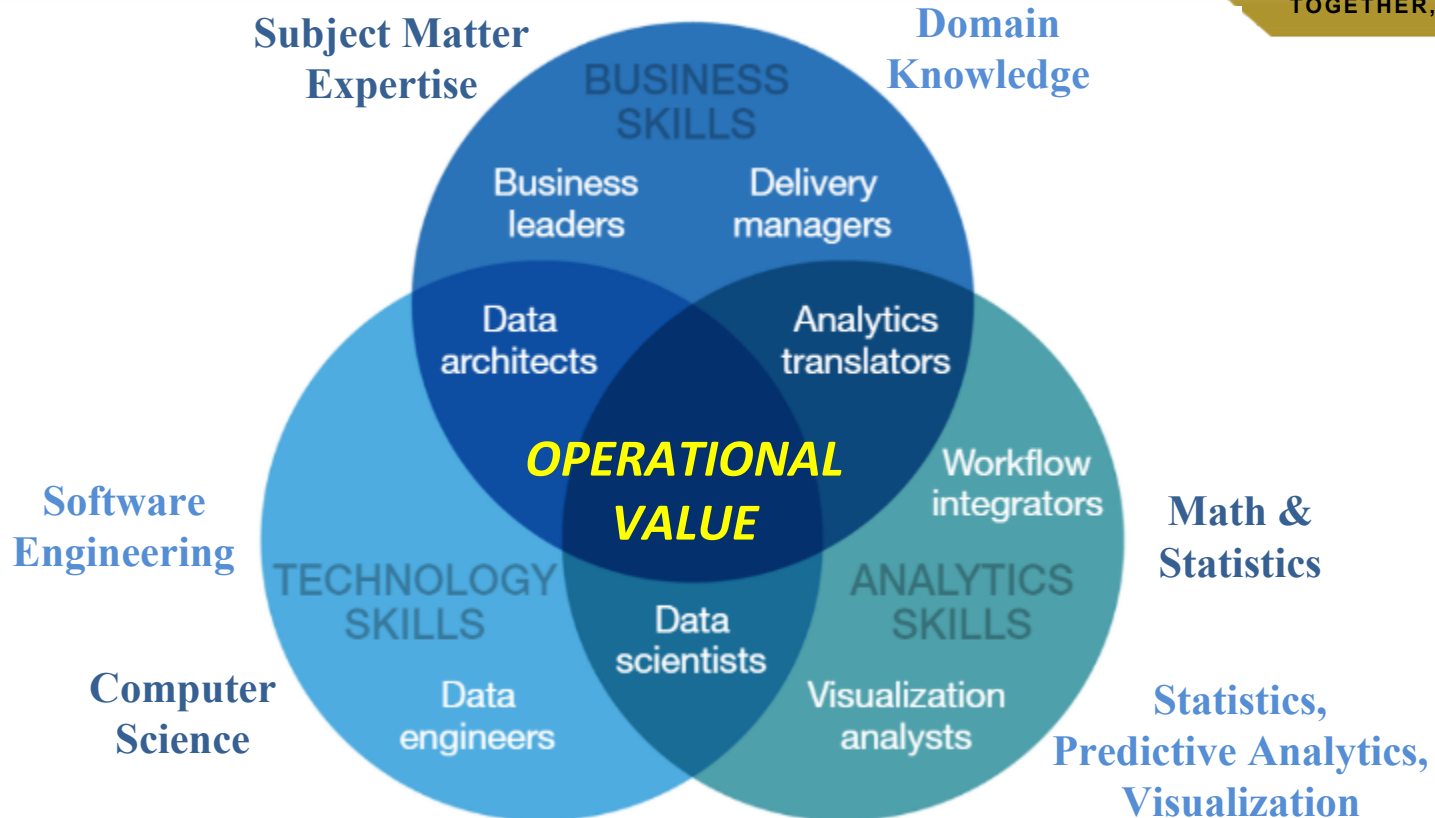 TOGETHER,
Subject Matter
Expertise
Domain
Knowledge
BUSINESS
SKILLS
Business
leaders
Delivery
managers
Data
architects
Analytics
translators
OPERATIONAL
VALUE
Workflow
integrators
Software
Engineering
Math &
Statistics
TECHNOLOGY
SKILLS
ANALYTICS
SKILLS
Data
scientists
Computer
Science
Data
engineers
Visualization
analysts
Statistics,
Predictive Analytics,
Visualization